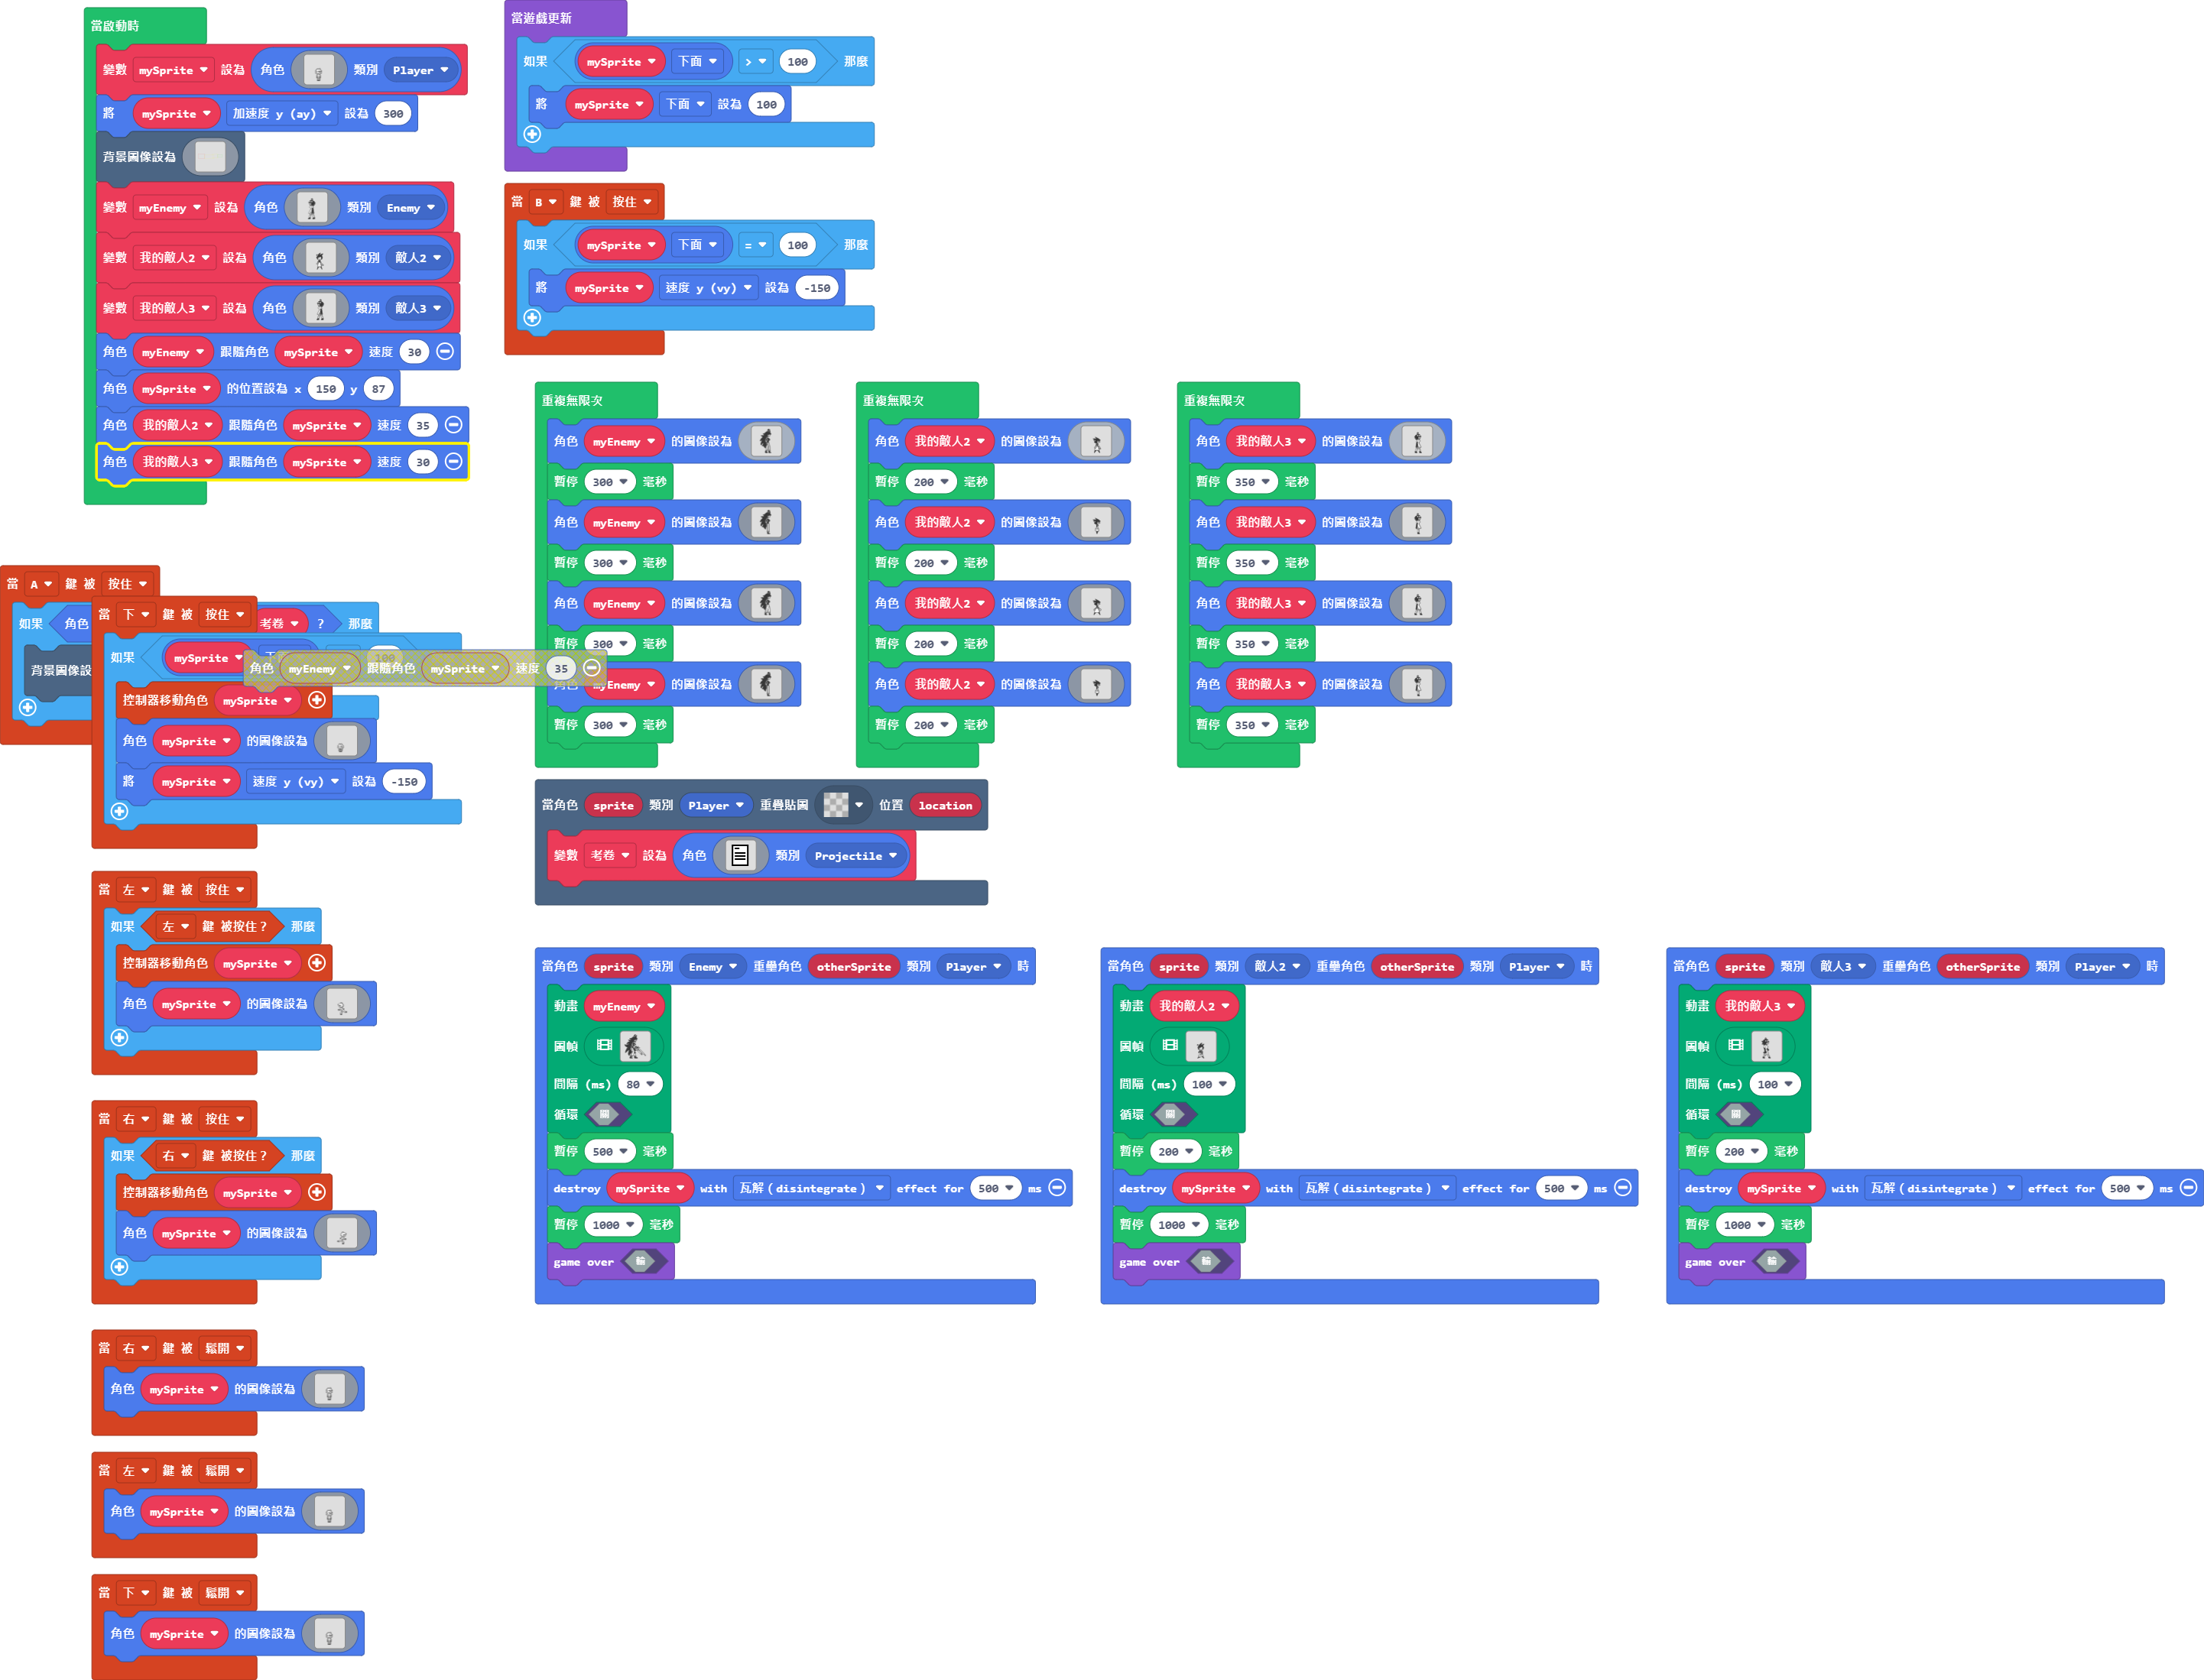 當啟動時
變數 mySprite 設為 角色 類別 Player
將 mySprite 加速度 y (ay) 設為 300
背景圖像設為
變數 myEnemy 設為 角色 類別 Enemy
變數 我的敵人2 設為 角色 類別 敵人2
變數 我的敵人3 設為 角色 類別 敵人3
角色 myEnemy 跟隨角色 mySprite 速度 30
角色 mySprite 的位置設為 x 150 y 87
角色 我的敵人2 跟隨角色 mySprite 速度 35
角色 我的敵人3 跟隨角色 mySprite 速度 30
當遊戲更新
如果 mySprite 下面 > 100 那麼
將 mySprite 下面 設為 100
當 B 鍵 被 按住
如果 mySprite 下面 = 100 那麼
將 mySprite 速度 y (vy) 設為 -150
當 A 鍵 被 按住
如果 角色 考卷 ? 那麼
背景圖像設
當 下 鍵 被 按住
如果 mySprite
角色 myEnemy 跟隨角色 mySprite 速度 35
控制器移動角色 mySprite
角色 mySprite 的圖像設為
將 mySprite 速度 y (vy) 設為 -150
當 左 鍵 被 按住
如果 左 鍵 被按住？ 那麼
控制器移動角色 mySprite
角色 mySprite 的圖像設為
當 右 鍵 被 按住
如果 右 鍵 被按住？ 那麼
控制器移動角色 mySprite
角色 mySprite 的圖像設為
當 右 鍵 被 鬆開
角色 mySprite 的圖像設為
當 左 鍵 被 鬆開
角色 mySprite 的圖像設為
當 下 鍵 被 鬆開
角色 mySprite 的圖像設為
重複無限次
角色 myEnemy 的圖像設為
暫停 300 毫秒
角色 myEnemy 的圖像設為
暫停 300 毫秒
角色 myEnemy 的圖像設為
暫停 300 毫秒
角色 myEnemy 的圖像設為
暫停 300 毫秒
重複無限次
角色 我的敵人2 的圖像設為
暫停 200 毫秒
角色 我的敵人2 的圖像設為
暫停 200 毫秒
角色 我的敵人2 的圖像設為
暫停 200 毫秒
角色 我的敵人2 的圖像設為
暫停 200 毫秒
重複無限次
角色 我的敵人3 的圖像設為
暫停 350 毫秒
角色 我的敵人3 的圖像設為
暫停 350 毫秒
角色 我的敵人3 的圖像設為
暫停 350 毫秒
角色 我的敵人3 的圖像設為
暫停 350 毫秒
當角色 sprite 類別 Player 重疊貼圖 位置 location
變數 考卷 設為 角色 類別 Projectile
當角色 sprite 類別 Enemy 重疊角色 otherSprite 類別 Player 時
動畫 myEnemy
圖幀
間隔 (ms) 80
循環 關
暫停 500 毫秒
destroy mySprite with 瓦解（disintegrate） effect for 500 ms
暫停 1000 毫秒
game over 輸
當角色 sprite 類別 敵人2 重疊角色 otherSprite 類別 Player 時
動畫 我的敵人2
圖幀
間隔 (ms) 100
循環 關
暫停 200 毫秒
destroy mySprite with 瓦解（disintegrate） effect for 500 ms
暫停 1000 毫秒
game over 輸
當角色 sprite 類別 敵人3 重疊角色 otherSprite 類別 Player 時
動畫 我的敵人3
圖幀
間隔 (ms) 100
循環 關
暫停 200 毫秒
destroy mySprite with 瓦解（disintegrate） effect for 500 ms
暫停 1000 毫秒
game over 輸